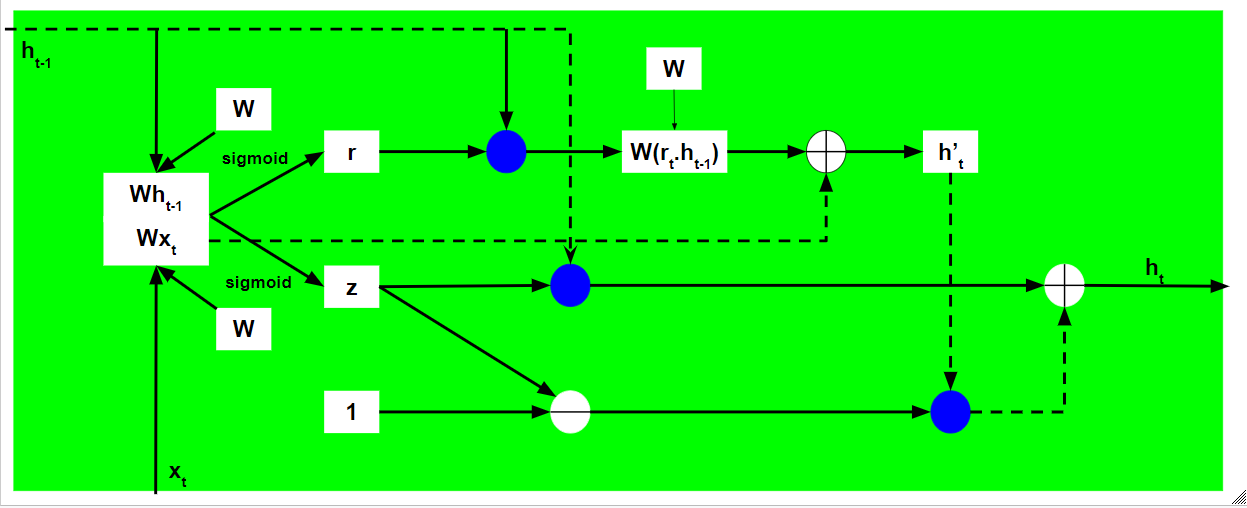 h t-1
W
W
sigmoid
r
W(r t .h t-1 )
h’ t
Wh t-1
Wx t
sigmoid
z
h t
W
1
x t